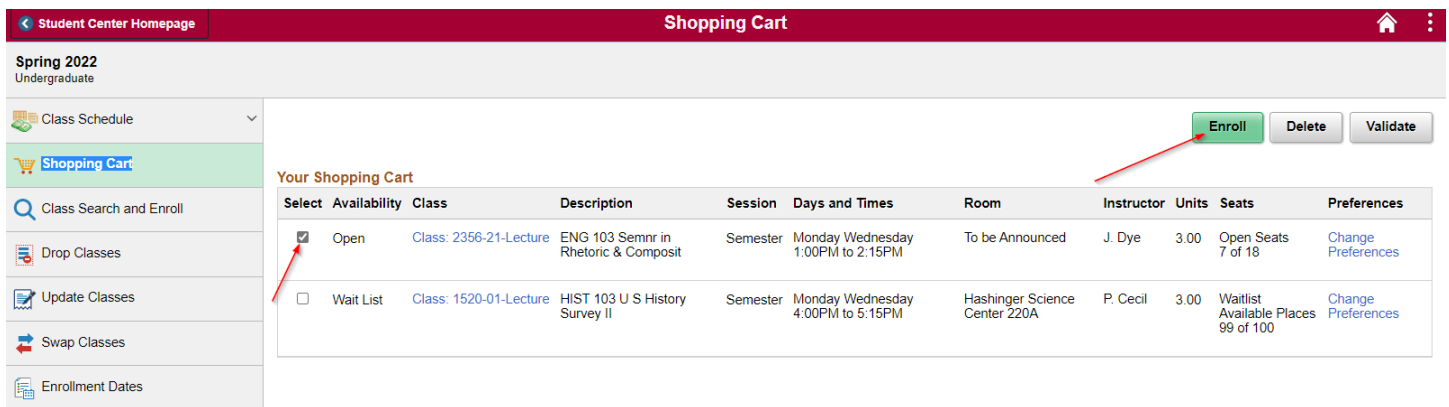 Student Center Homepage
Shopping Cart
Spring 2022
Undergraduate
Class Schedule
Shopping Cart
Class Search and Enroll
Drop Classes
Update Classes
Swap Classes
Enrollment Dates
Enroll Delete Validate
Your Shopping Cart
Select Availability Class Description Session Days and Times Room Instructor Units Seats Preferences
Open Class: 2356-21-Lecture ENG 103 Semnr in Semester Monday Wednesday To be Announced J. Dye 3.00 Open Seats Change
Rhetoric & Composit 1:00PM to 2:15PM 7 of 18 Preferences
Wait List Class: 1520-01-Lecture HIST 103 U S History Semester Monday Wednesday Hashinger Science P. Cecil 3.00 Waitlist Change
Survey II 4:00PM to 5:15PM Center 220A Available Places Preferences
99 of 100